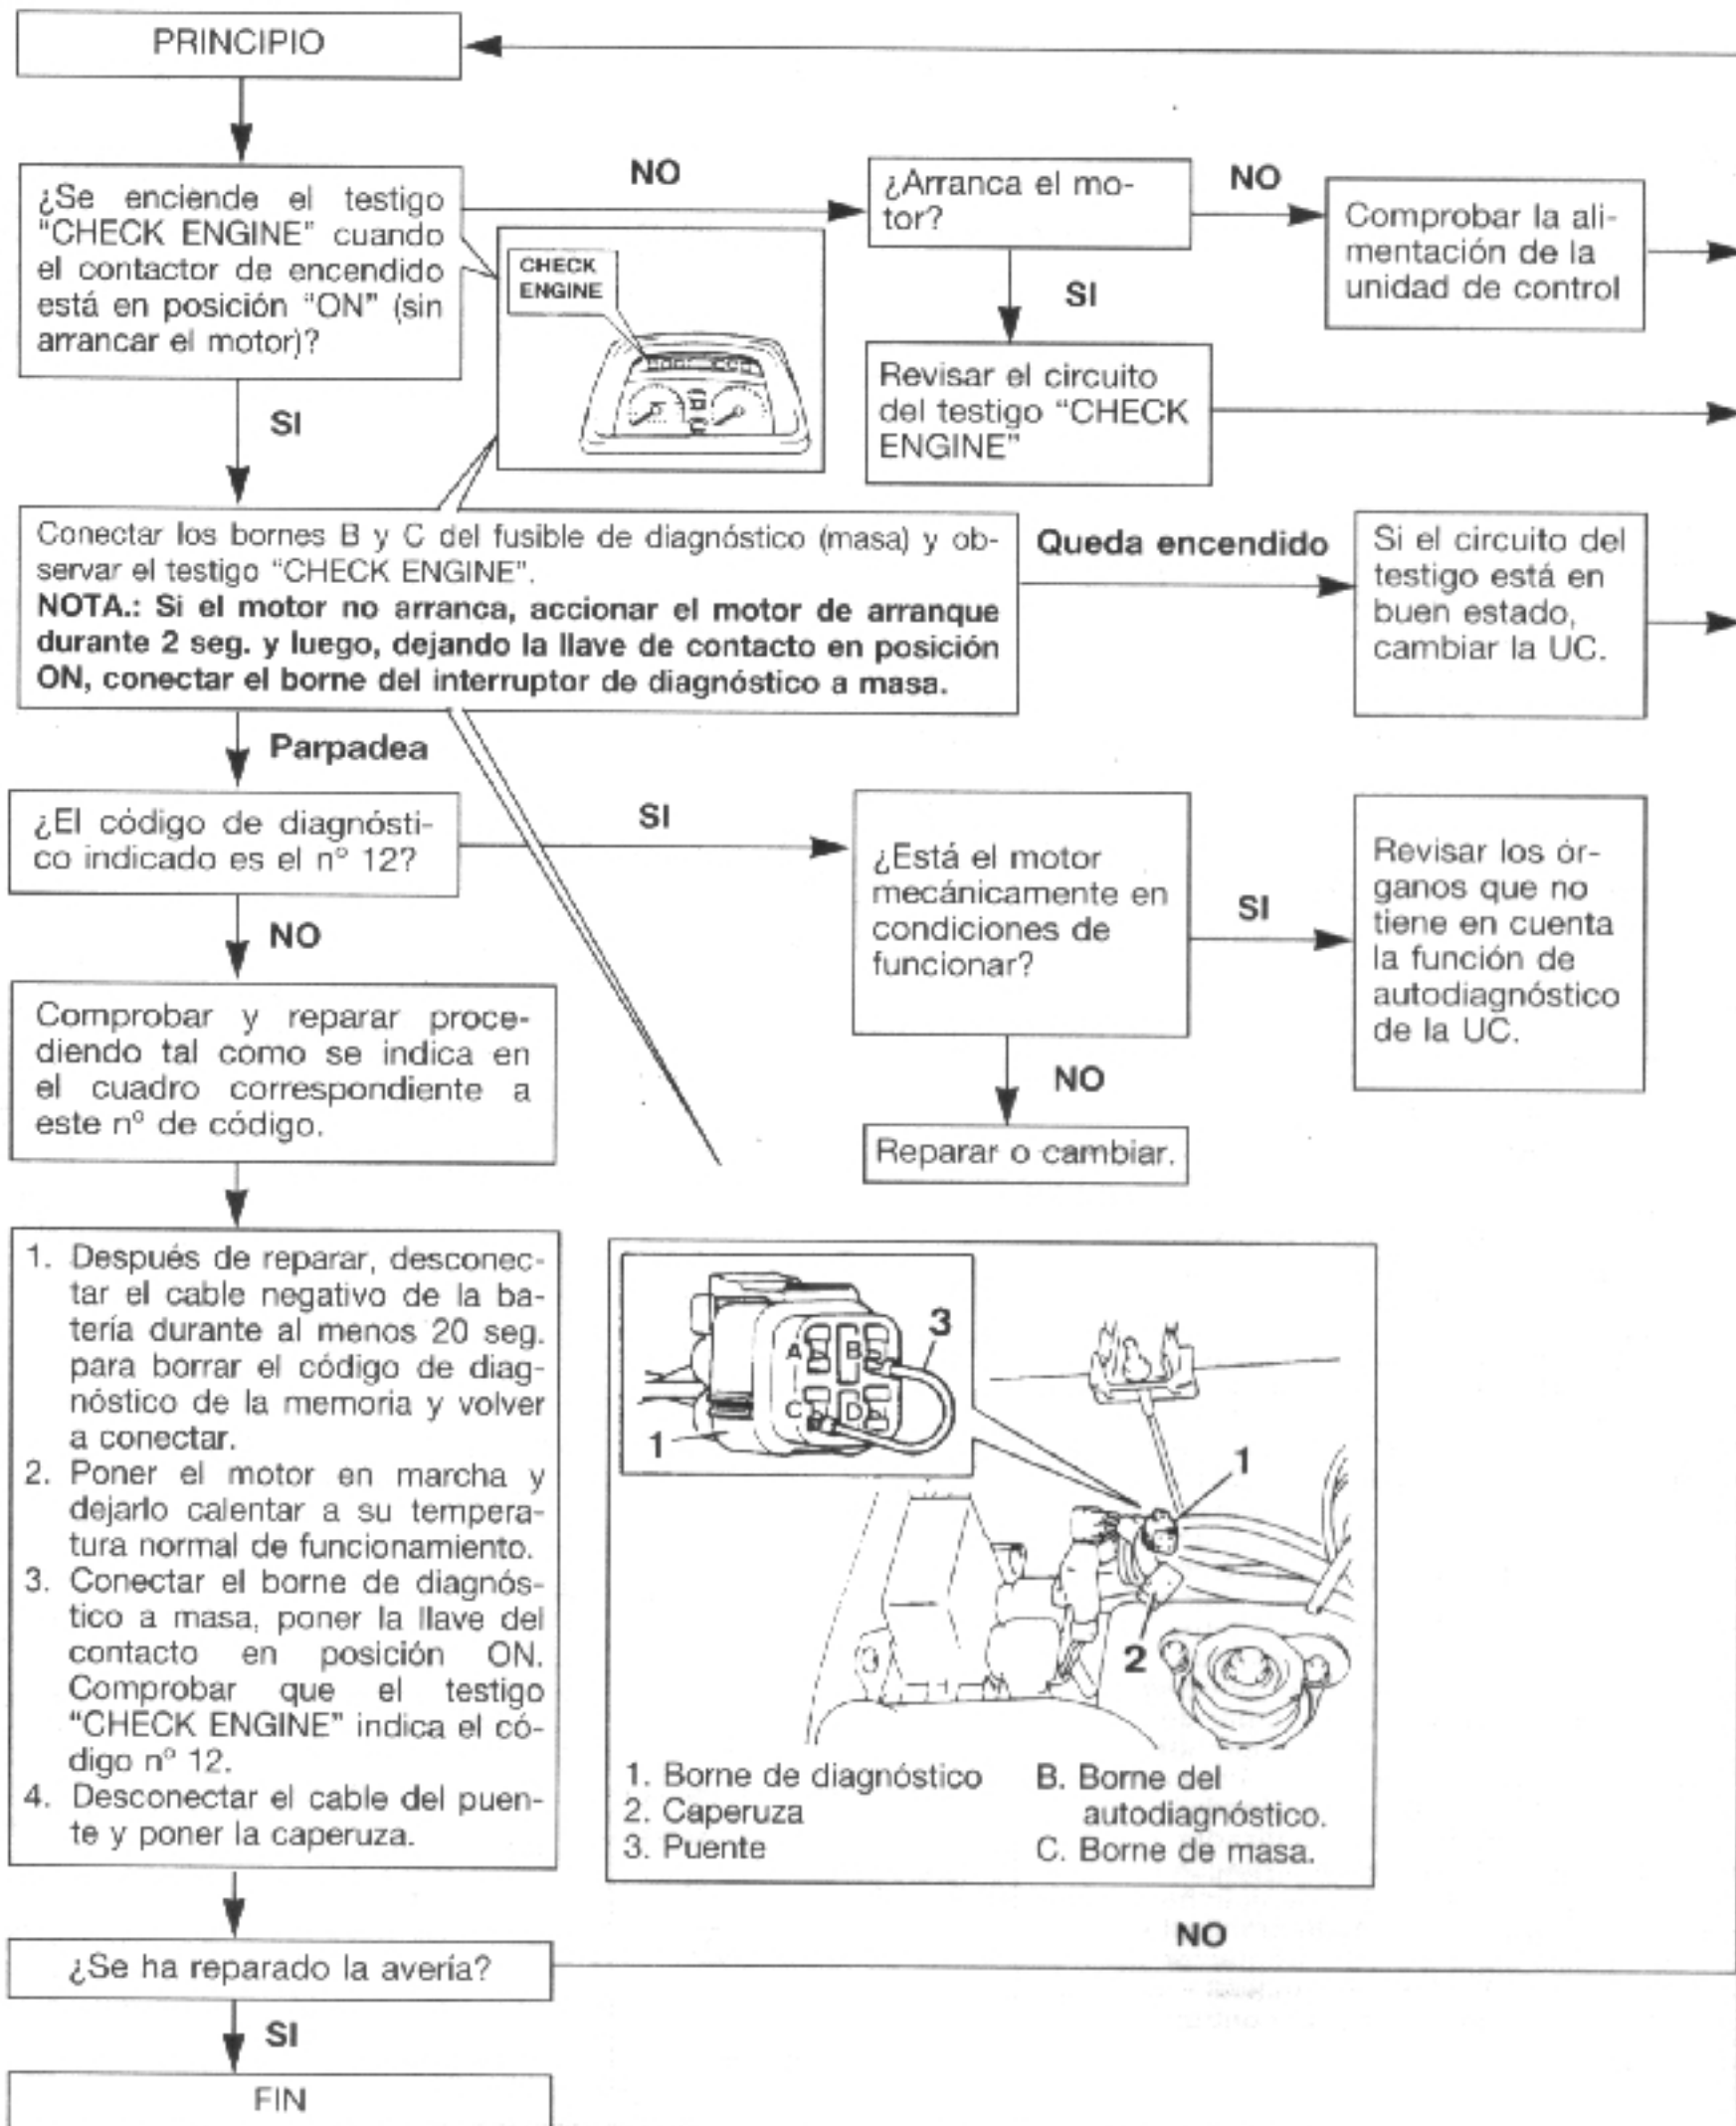 PRINCIPIO
¿Se enciende el testigo
“CHECK ENGINE” cuando
el contactor de encendido
está en posición “ON” (sin
arrancar el motor)?
NO
¿Arranca el mo-
tor?
NO
Comprobar la ali-
mentación de la
unidad de control
CHECK
ENGINE
SI
Revisar el circuito
del testigo “CHECK
ENGINE”
SI
Conectar los bornes B y C del fusible de diagnóstico (masa) y ob-
servar el testigo “CHECK ENGINE”.
NOTA.: Si el motor no arranca, accionar el motor de arranque
durante 2 seg. y luego, dejando la llave de contacto en posición
ON, conectar el borne del interruptor de diagnóstico a masa.
Queda encendido
Si el circuito del
testigo está en
buen estado,
cambiar la UC.
Parpadea
¿El código de diagnósti-
co indicado es el nº 12?
SI
¿Está el motor
mecánicamente en
condiciones de
funcionar?
SI
Revisar los ór-
ganos que no
tiene en cuenta
la función de
autodiagnóstico
de la UC.
NO
Comprobar y reparar proce-
diendo tal como se indica en
el cuadro correspondiente a
este nº de código.
NO
Reparar o cambiar.
1. Después de reparar, desconec-
tar el cable negativo de la ba-
tería durante al menos 20 seg.
para borrar el código de diag-
nóstico de la memoria y volver
a conectar.
2. Poner el motor en marcha y
dejarlo calentar a su tempera-
tura normal de funcionamiento.
3. Conectar el borne de diagnós-
tico a masa, poner la llave del
contacto en posición ON.
Comprobar que el testigo
“CHECK ENGINE” indica el có-
digo nº 12.
4. Desconectar el cable del puen-
te y poner la caperuza.
A B
C D
3
1
1
2
1. Borne de diagnóstico
2. Caperuza
3. Puente
B. Borne del
autodiagnóstico.
C. Borne de masa.
¿Se ha reparado la avería?
NO
SI
FIN